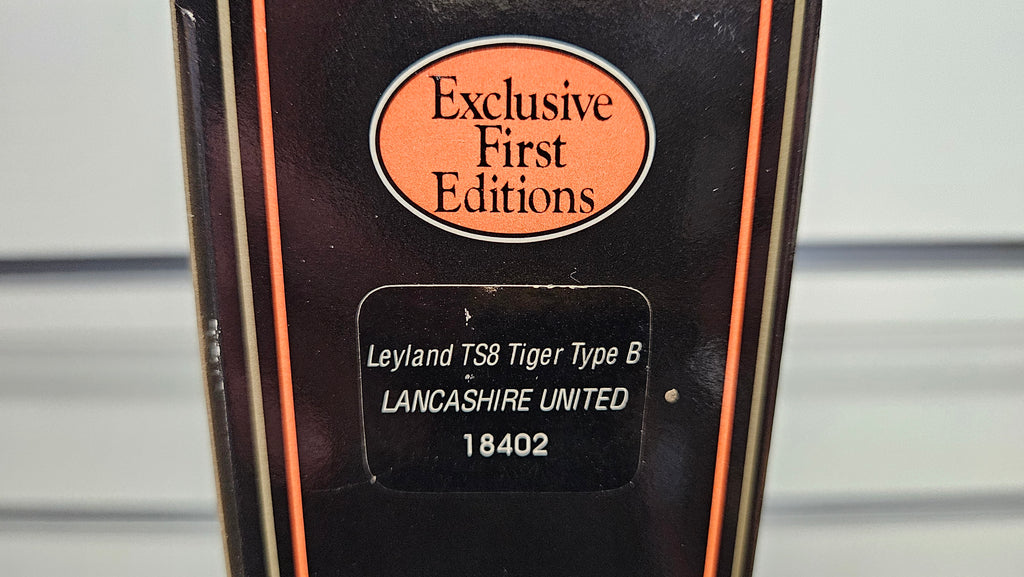 Exclusive
First
Editions
Leyland TS8 Tiger Type B
LANCASHIRE UNITED
18402